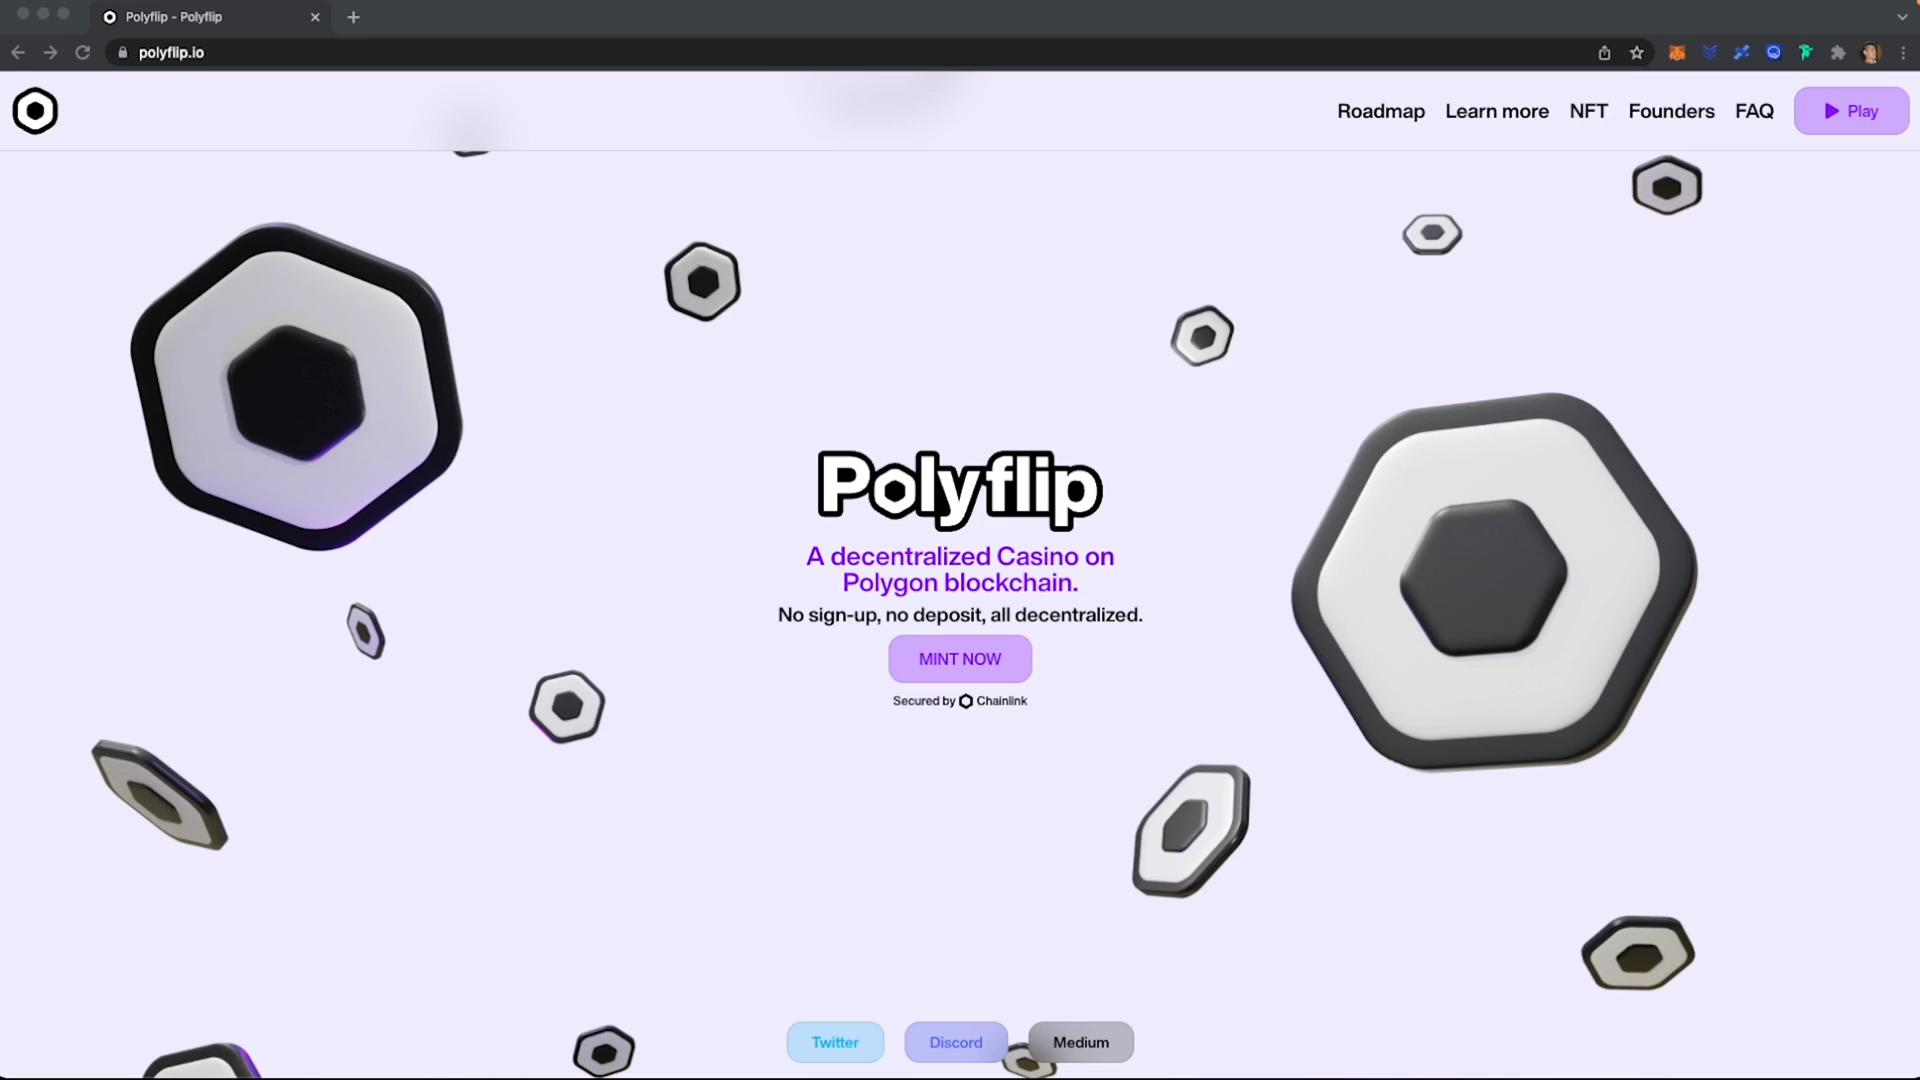 Polyflip - Polyflip
polyflip.io
Roadmap Learn more NFT Founders FAQ Play
Polyflip
A decentralized Casino on
Polygon blockchain.
No sign-up, no deposit, all decentralized.
MINT NOW
Secured by Chainlink
Twitter Discord Medium